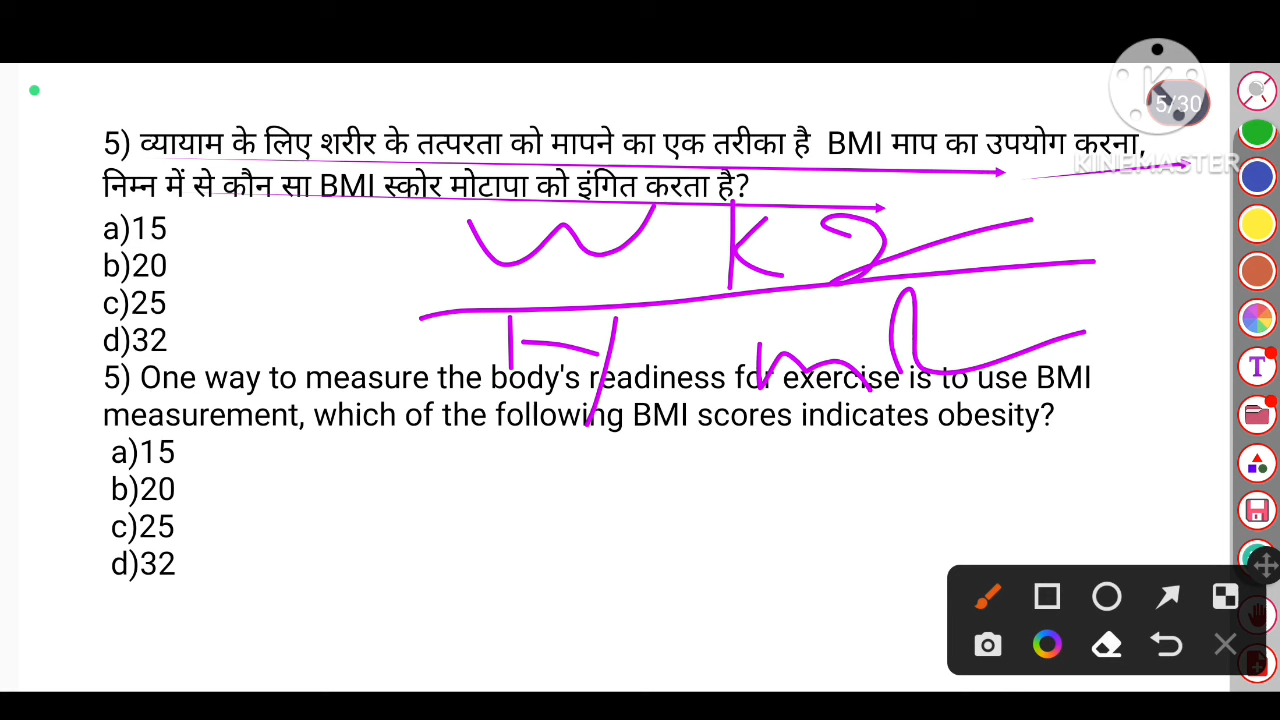 5/30
KINEMASTER
5) व्यायाम के लिए शरीर के तत्परता को मापने का एक तरीका है BMI माप का उपयोग करना,
निम्न में से कौन सा BMI स्कोर मोटापा को इंगित करता है?
a)15
b)20
c)25
d)32
W Kg
H m
5) One way to measure the body's readiness for exercise is to use BMI
measurement, which of the following BMI scores indicates obesity?
a)15
b)20
c)25
d)32
T